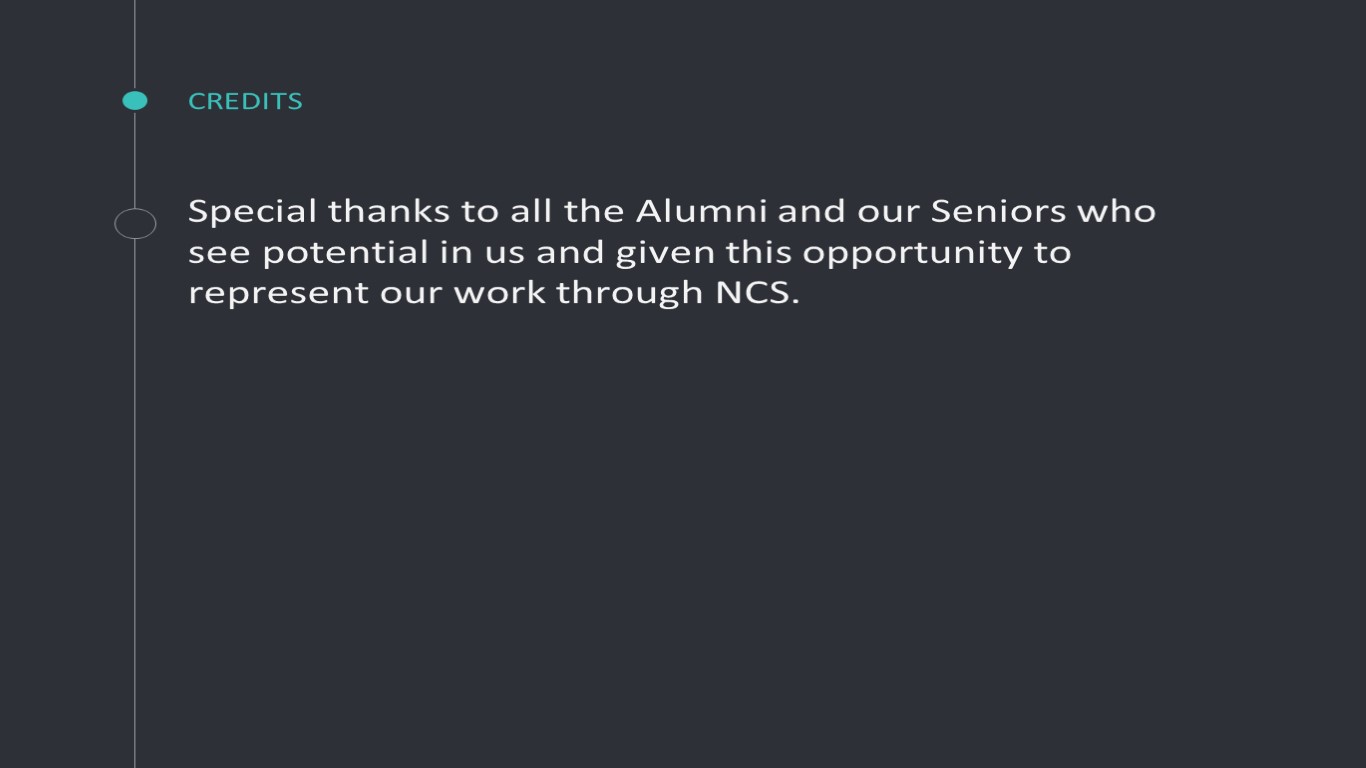 CREDITS
Special thanks to all the Alumni and our Seniors who
see potential in us and given this opportunity to
represent our work through NCS.